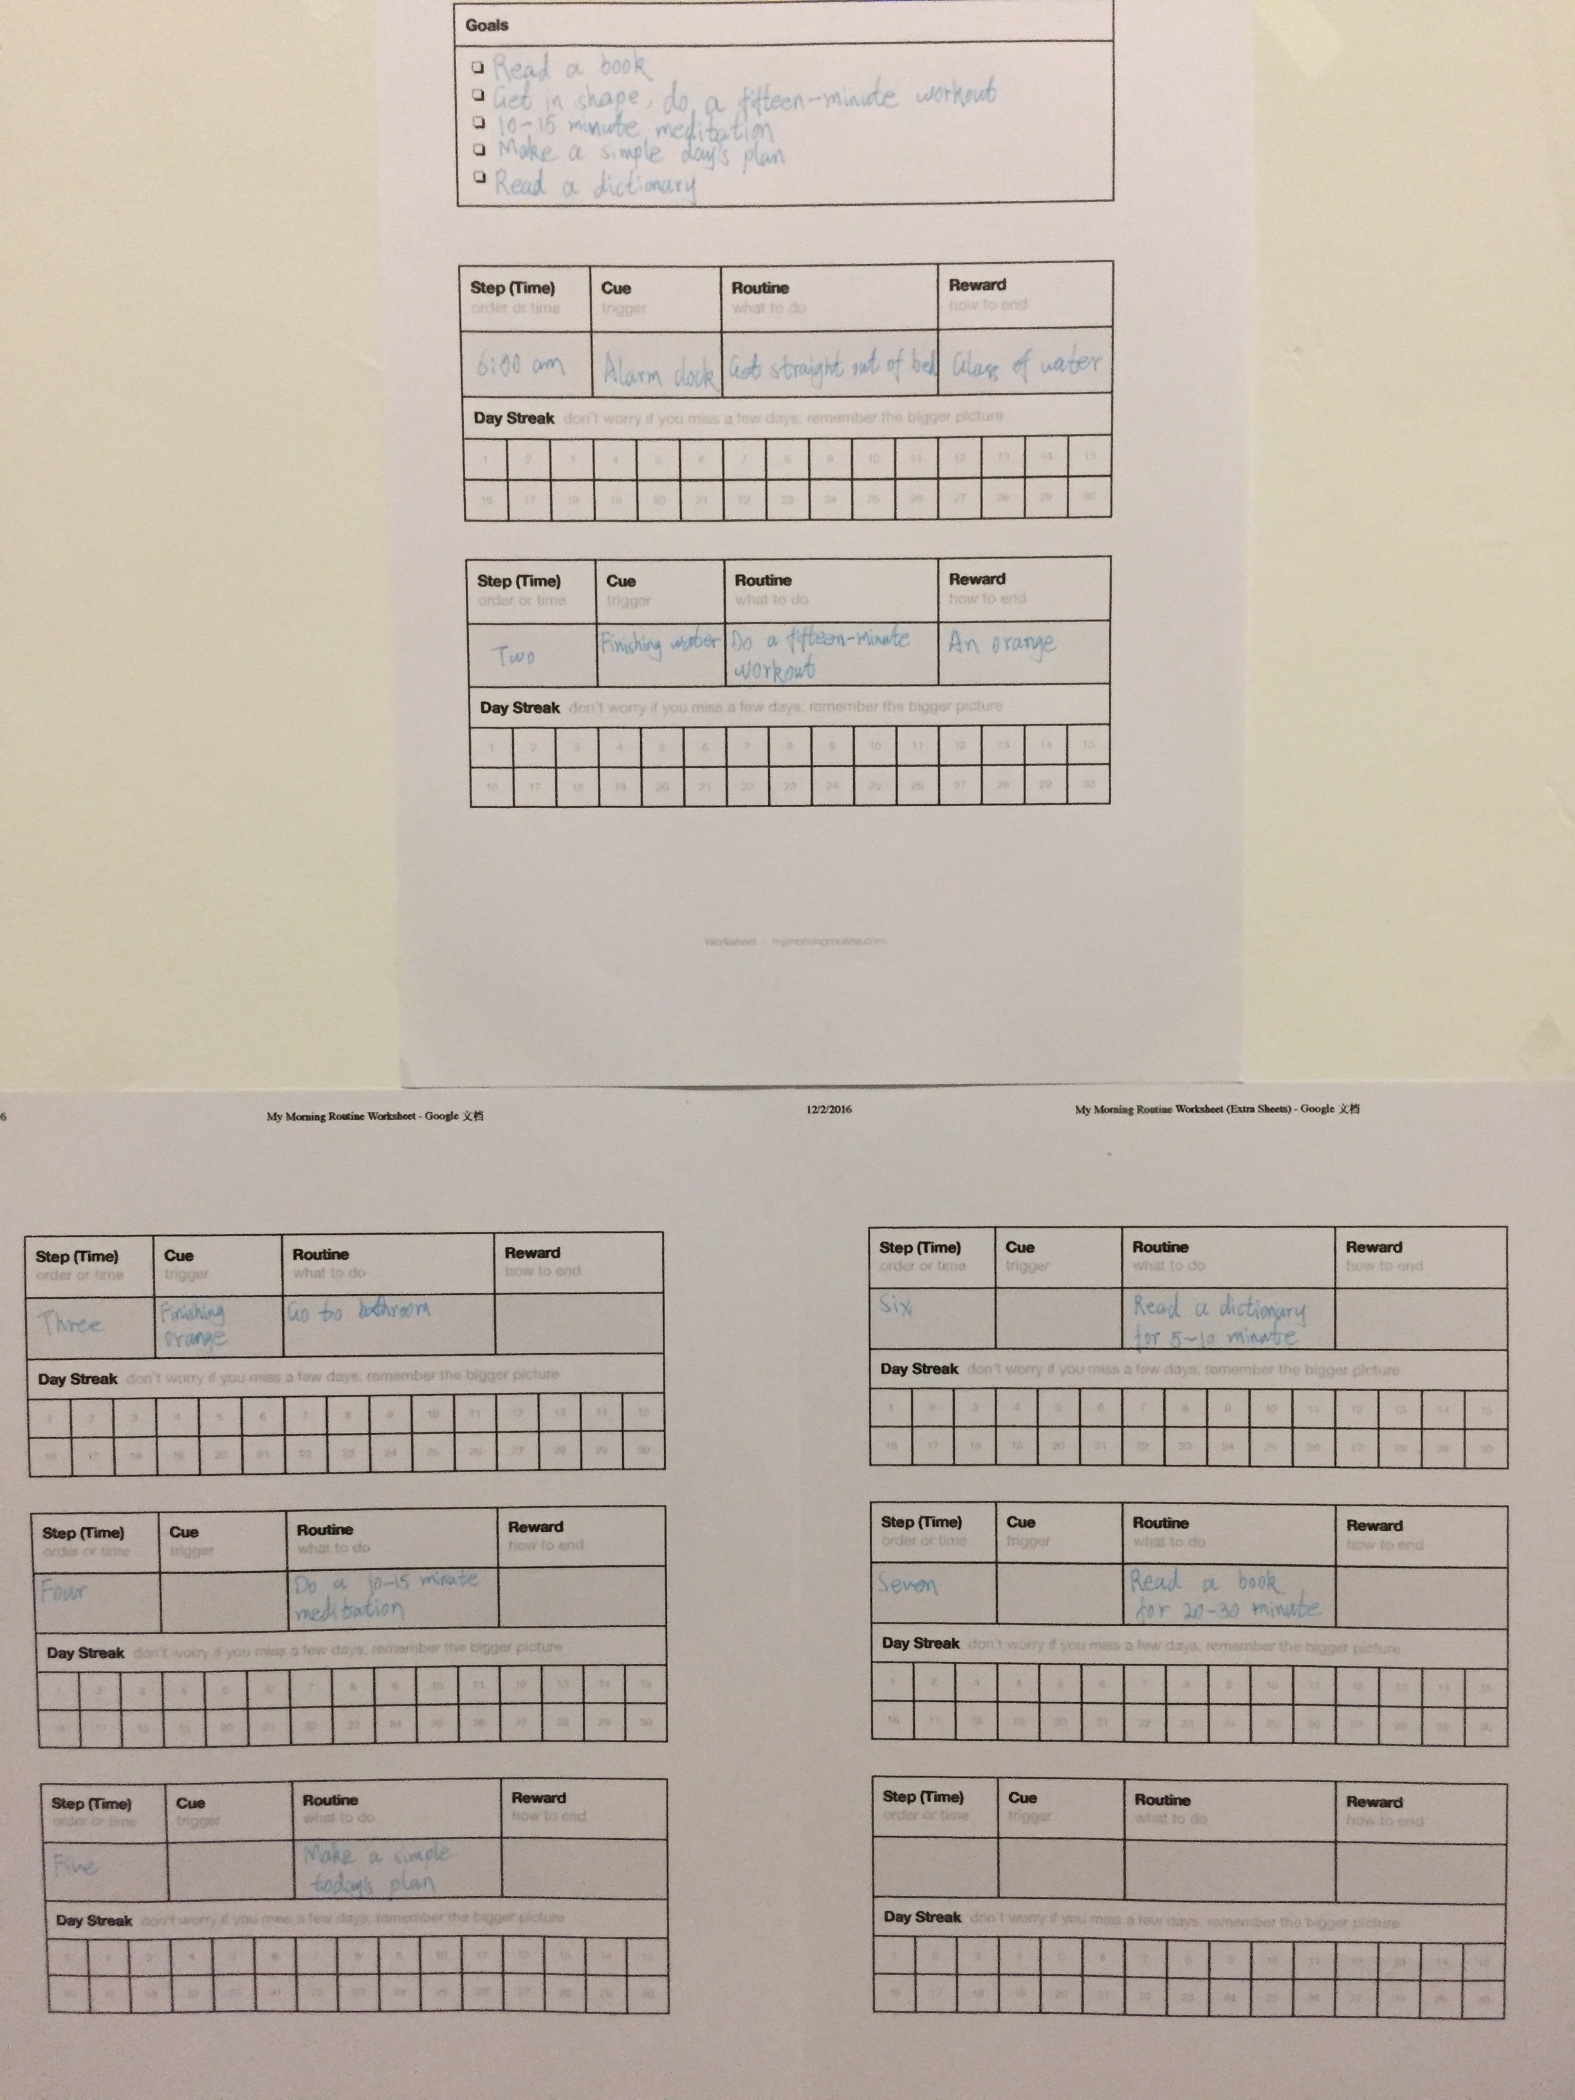 Goals
Read a book
Get in shape, do a fifteen-minute workout
10-15 minute meditation
Make a simple day's plan
Read a dictionary
Step (Time) Cue Routine Reward
order or time trigger what to do how to end
6:00 am Alarm clock Get straight out of bed Glass of water
Day Streak don't worry if you miss a few days; remember the bigger picture
1 2 3 4 5 6 7 8 9 10 11 12 13 14 15
16 17 18 19 20 21 22 23 24 25 26 27 28 29 30
Step (Time) Cue Routine Reward
order or time trigger what to do how to end
Two Finishing water Do a fifteen-minute An orange
workout
Day Streak don't worry if you miss a few days; remember the bigger picture
1 2 3 4 5 6 7 8 9 10 11 12 13 14 15
16 17 18 19 20 21 22 23 24 25 26 27 28 29 30
Worksheet - mymorningroutine.com
6 My Morning Routine Worksheet - Google 文档
Step (Time) Cue Routine Reward
order or time trigger what to do how to end
Three Finishing Go to bathroom
orange
Day Streak don't worry if you miss a few days; remember the bigger picture
1 2 3 4 5 6 7 8 9 10 11 12 13 14 15
16 17 18 19 20 21 22 23 24 25 26 27 28 29 30
Step (Time) Cue Routine Reward
order or time trigger what to do how to end
Four Do a 10-15 minute
meditation
Day Streak don't worry if you miss a few days; remember the bigger picture
1 2 3 4 5 6 7 8 9 10 11 12 13 14 15
16 17 18 19 20 21 22 23 24 25 26 27 28 29 30
Step (Time) Cue Routine Reward
order or time trigger what to do how to end
Five Make a simple
today's plan
Day Streak don't worry if you miss a few days; remember the bigger picture
1 2 3 4 5 6 7 8 9 10 11 12 13 14 15
16 17 18 19 20 21 22 23 24 25 26 27 28 29 30
12/2/2016 My Morning Routine Worksheet (Extra Sheets) - Google 文档
Step (Time) Cue Routine Reward
order or time trigger what to do how to end
Six Read a dictionary
for 5~10 minute
Day Streak don't worry if you miss a few days; remember the bigger picture
1 2 3 4 5 6 7 8 9 10 11 12 13 14 15
16 17 18 19 20 21 22 23 24 25 26 27 28 29 30
Step (Time) Cue Routine Reward
order or time trigger what to do how to end
Seven Read a book
for 20-30 minute
Day Streak don't worry if you miss a few days; remember the bigger picture
1 2 3 4 5 6 7 8 9 10 11 12 13 14 15
16 17 18 19 20 21 22 23 24 25 26 27 28 29 30
Step (Time) Cue Routine Reward
order or time trigger what to do how to end
Day Streak don't worry if you miss a few days; remember the bigger picture
1 2 3 4 5 6 7 8 9 10 11 12 13 14 15
16 17 18 19 20 21 22 23 24 25 26 27 28 29 30